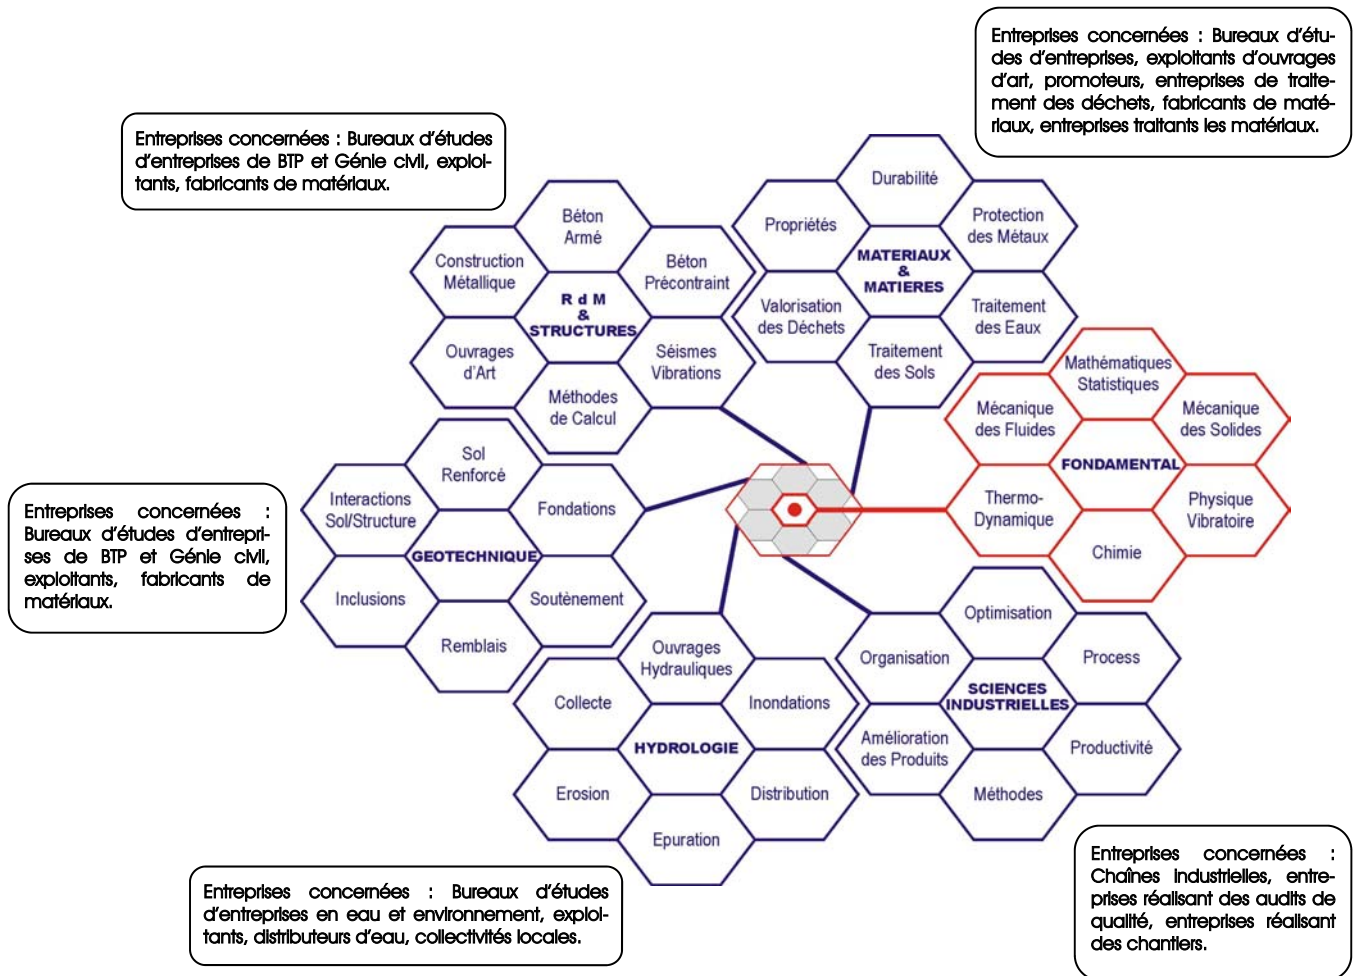 Entreprises concernées : Bureaux d'étu-
des d'entreprises, exploitants d'ouvrages
d'art, promoteurs, entreprises de traite-
ment des déchets, fabricants de maté-
riaux, entreprises traitants les matériaux.
Entreprises concernées : Bureaux d'études
d'entreprises de BTP et Génie civil, exploi-
tants, fabricants de matériaux.
Durabilité
Propriétés
Protection
des Métaux
MATERIAUX
&
MATIERES
Valorisation
des Déchets
Traitement
des Eaux
Traitement
des Sols
Béton
Armé
Construction
Métallique
Béton
Précontraint
R d M
&
STRUCTURES
Ouvrages
d'Art
Séismes
Vibrations
Méthodes
de Calcul
Mathématiques
Statistiques
Mécanique
des Fluides
Mécanique
des Solides
FONDAMENTAL
Thermo-
Dynamique
Physique
Vibratoire
Chimie
Sol
Renforcé
Interactions
Sol/Structure
Fondations
GEOTECHNIQUE
Inclusions
Soutènement
Remblais
Entreprises concernées :
Bureaux d'études d'entrepri-
ses de BTP et Génie civil,
exploitants, fabricants de
matériaux.
Ouvrages
Hydrauliques
Collecte
Inondations
HYDROLOGIE
Erosion
Distribution
Epuration
Optimisation
Organisation
Process
SCIENCES
INDUSTRIELLES
Amélioration
des Produits
Productivité
Méthodes
Entreprises concernées : Bureaux d'études
d'entreprises en eau et environnement, exploi-
tants, distributeurs d'eau, collectivités locales.
Entreprises concernées :
Chaînes industrielles, entre-
prises réalisant des audits de
qualité, entreprises réalisant
des chantiers.